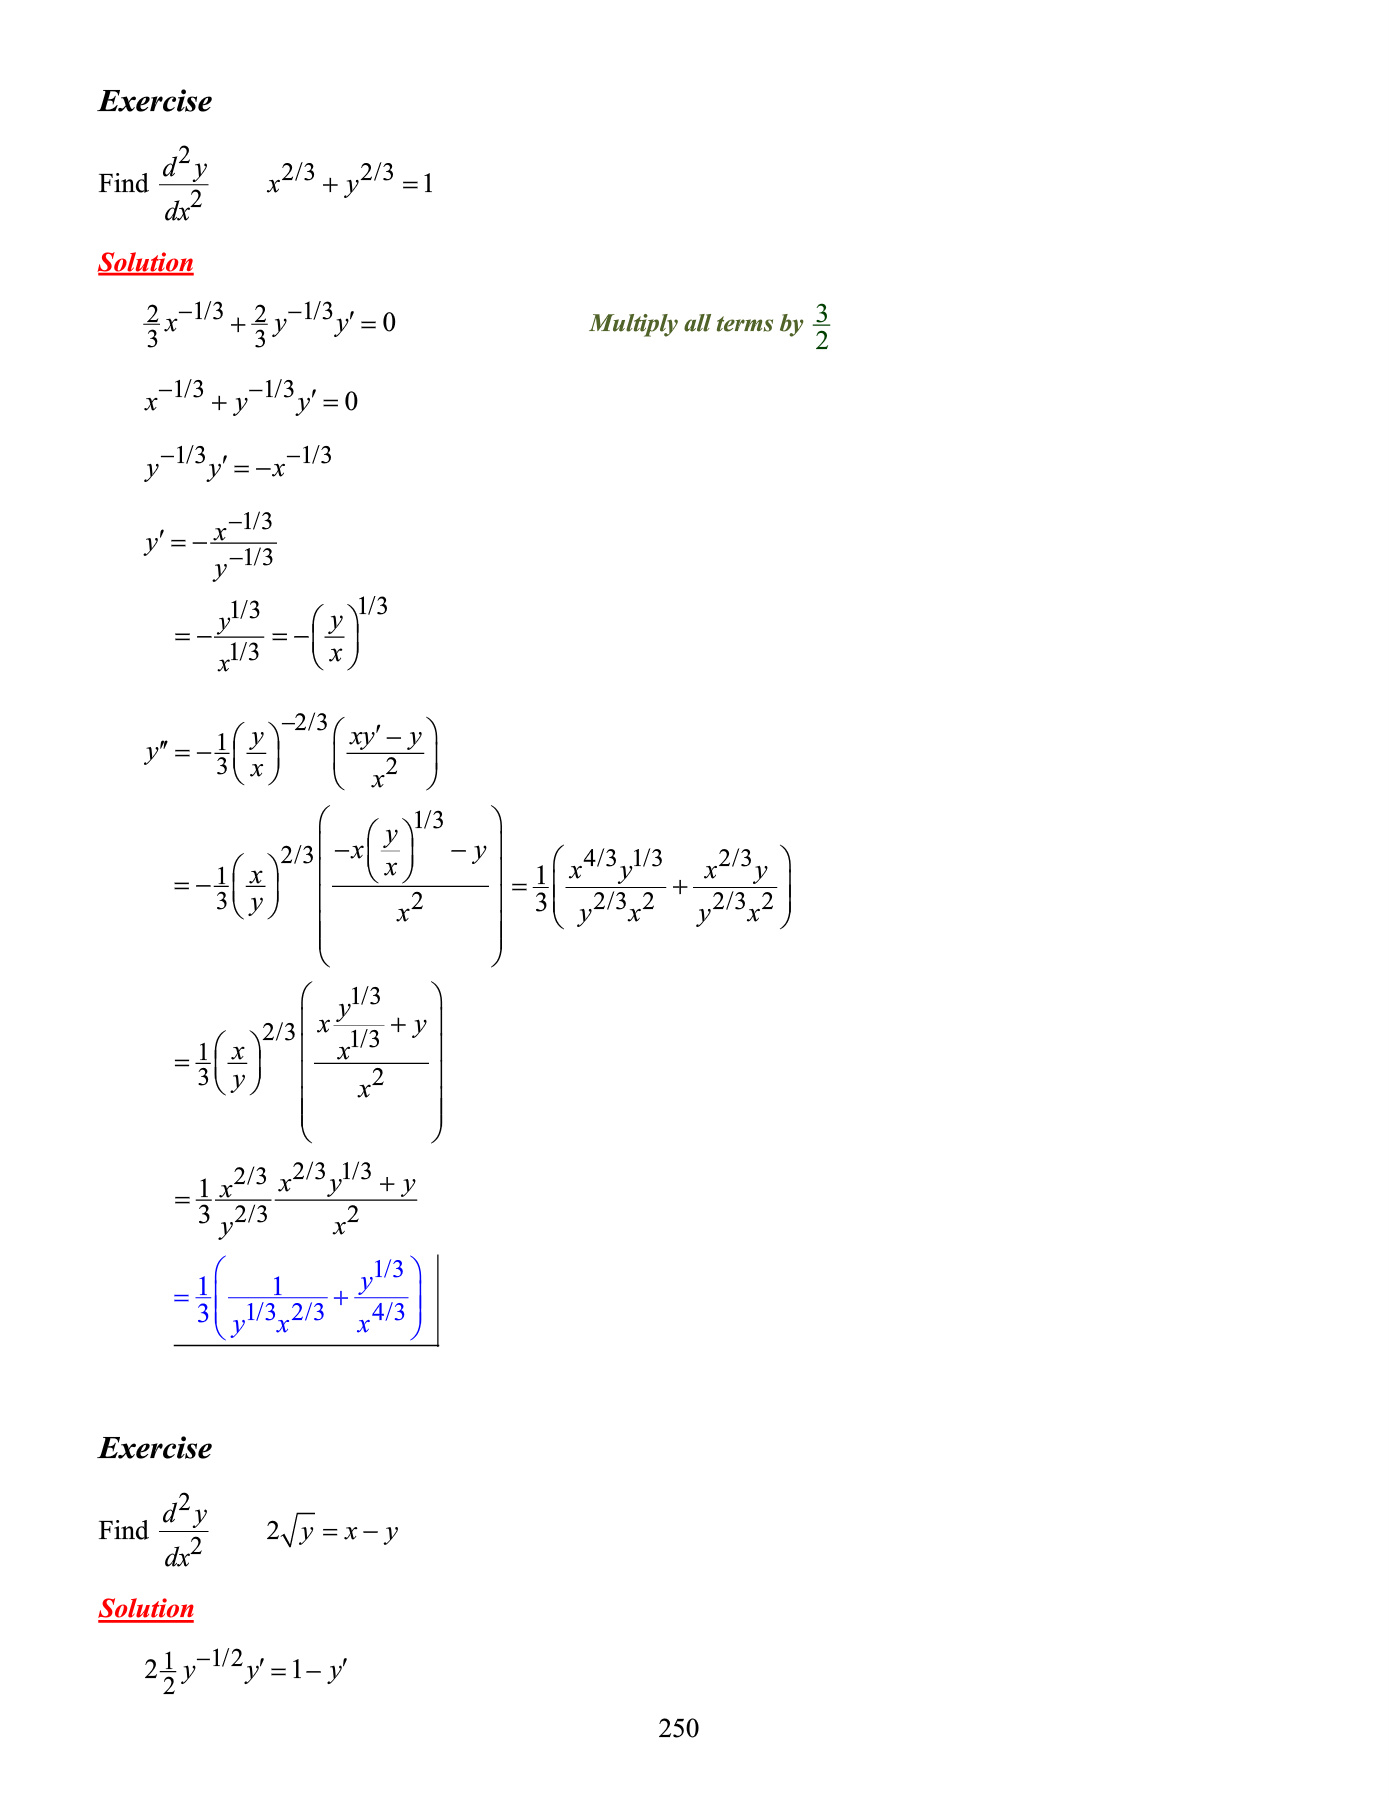 Exercise
Find \frac{d^2 y}{dx^2} x^{2/3} + y^{2/3} = 1
Solution
\frac{2}{3} x^{-1/3} + \frac{2}{3} y^{-1/3} y' = 0 Multiply all terms by \frac{3}{2}
x^{-1/3} + y^{-1/3} y' = 0
y^{-1/3} y' = -x^{-1/3}
y' = -\frac{x^{-1/3}}{y^{-1/3}}
= -\frac{y^{1/3}}{x^{1/3}} = -\left(\frac{y}{x}\right)^{1/3}
y'' = -\frac{1}{3} \left(\frac{y}{x}\right)^{-2/3} \left(\frac{xy' - y}{x^2}\right)
= -\frac{1}{3} \left(\frac{x}{y}\right)^{2/3} \left(\frac{-x\left(\frac{y}{x}\right)^{1/3} - y}{x^2}\right) = \frac{1}{3} \left(\frac{x^{4/3} y^{1/3}}{y^{2/3} x^2} + \frac{x^{2/3} y}{y^{2/3} x^2}\right)
= \frac{1}{3} \left(\frac{x}{y}\right)^{2/3} \left(\frac{x\frac{y^{1/3}}{x^{1/3}} + y}{x^2}\right)
= \frac{1}{3} \frac{x^{2/3}}{y^{2/3}} \frac{x^{2/3} y^{1/3} + y}{x^2}
= \frac{1}{3} \left(\frac{1}{y^{1/3} x^{2/3}} + \frac{y^{1/3}}{x^{4/3}}\right)
Exercise
Find \frac{d^2 y}{dx^2} 2\sqrt{y} = x - y
Solution
2\frac{1}{2} y^{-1/2} y' = 1 - y'
250